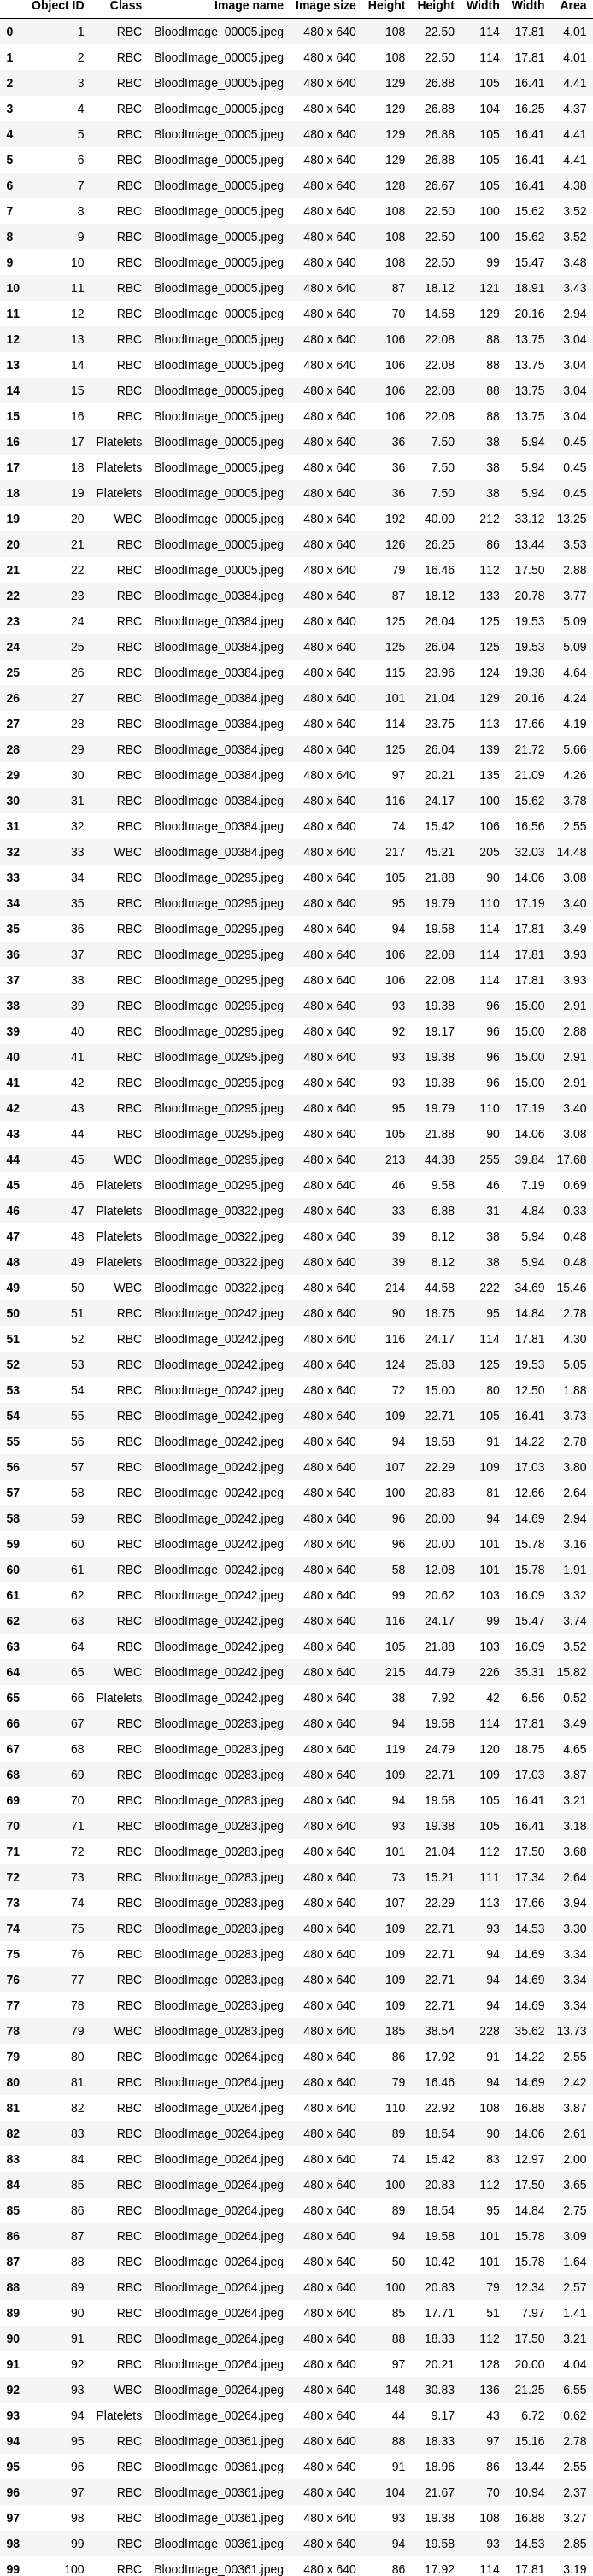 Object ID Class Image name Image size Height Height Width Width Area
0 1 RBC BloodImage_00005.jpeg 480 x 640 108 22.50 114 17.81 4.01
1 2 RBC BloodImage_00005.jpeg 480 x 640 108 22.50 114 17.81 4.01
2 3 RBC BloodImage_00005.jpeg 480 x 640 129 26.88 105 16.41 4.41
3 4 RBC BloodImage_00005.jpeg 480 x 640 129 26.88 104 16.25 4.37
4 5 RBC BloodImage_00005.jpeg 480 x 640 129 26.88 105 16.41 4.41
5 6 RBC BloodImage_00005.jpeg 480 x 640 129 26.88 105 16.41 4.41
6 7 RBC BloodImage_00005.jpeg 480 x 640 128 26.67 105 16.41 4.38
7 8 RBC BloodImage_00005.jpeg 480 x 640 108 22.50 100 15.62 3.52
8 9 RBC BloodImage_00005.jpeg 480 x 640 108 22.50 100 15.62 3.52
9 10 RBC BloodImage_00005.jpeg 480 x 640 108 22.50 99 15.47 3.48
10 11 RBC BloodImage_00005.jpeg 480 x 640 87 18.12 121 18.91 3.43
11 12 RBC BloodImage_00005.jpeg 480 x 640 70 14.58 129 20.16 2.94
12 13 RBC BloodImage_00005.jpeg 480 x 640 106 22.08 88 13.75 3.04
13 14 RBC BloodImage_00005.jpeg 480 x 640 106 22.08 88 13.75 3.04
14 15 RBC BloodImage_00005.jpeg 480 x 640 106 22.08 88 13.75 3.04
15 16 RBC BloodImage_00005.jpeg 480 x 640 106 22.08 88 13.75 3.04
16 17 Platelets BloodImage_00005.jpeg 480 x 640 36 7.50 38 5.94 0.45
17 18 Platelets BloodImage_00005.jpeg 480 x 640 36 7.50 38 5.94 0.45
18 19 Platelets BloodImage_00005.jpeg 480 x 640 36 7.50 38 5.94 0.45
19 20 WBC BloodImage_00005.jpeg 480 x 640 192 40.00 212 33.12 13.25
20 21 RBC BloodImage_00005.jpeg 480 x 640 126 26.25 86 13.44 3.53
21 22 RBC BloodImage_00005.jpeg 480 x 640 79 16.46 112 17.50 2.88
22 23 RBC BloodImage_00384.jpeg 480 x 640 87 18.12 133 20.78 3.77
23 24 RBC BloodImage_00384.jpeg 480 x 640 125 26.04 125 19.53 5.09
24 25 RBC BloodImage_00384.jpeg 480 x 640 125 26.04 125 19.53 5.09
25 26 RBC BloodImage_00384.jpeg 480 x 640 115 23.96 124 19.38 4.64
26 27 RBC BloodImage_00384.jpeg 480 x 640 101 21.04 129 20.16 4.24
27 28 RBC BloodImage_00384.jpeg 480 x 640 114 23.75 113 17.66 4.19
28 29 RBC BloodImage_00384.jpeg 480 x 640 125 26.04 139 21.72 5.66
29 30 RBC BloodImage_00384.jpeg 480 x 640 97 20.21 135 21.09 4.26
30 31 RBC BloodImage_00384.jpeg 480 x 640 116 24.17 100 15.62 3.78
31 32 RBC BloodImage_00384.jpeg 480 x 640 74 15.42 106 16.56 2.55
32 33 WBC BloodImage_00384.jpeg 480 x 640 217 45.21 205 32.03 14.48
33 34 RBC BloodImage_00295.jpeg 480 x 640 105 21.88 90 14.06 3.08
34 35 RBC BloodImage_00295.jpeg 480 x 640 95 19.79 110 17.19 3.40
35 36 RBC BloodImage_00295.jpeg 480 x 640 94 19.58 114 17.81 3.49
36 37 RBC BloodImage_00295.jpeg 480 x 640 106 22.08 114 17.81 3.93
37 38 RBC BloodImage_00295.jpeg 480 x 640 106 22.08 114 17.81 3.93
38 39 RBC BloodImage_00295.jpeg 480 x 640 93 19.38 96 15.00 2.91
39 40 RBC BloodImage_00295.jpeg 480 x 640 92 19.17 96 15.00 2.88
40 41 RBC BloodImage_00295.jpeg 480 x 640 93 19.38 96 15.00 2.91
41 42 RBC BloodImage_00295.jpeg 480 x 640 93 19.38 96 15.00 2.91
42 43 RBC BloodImage_00295.jpeg 480 x 640 95 19.79 110 17.19 3.40
43 44 RBC BloodImage_00295.jpeg 480 x 640 105 21.88 90 14.06 3.08
44 45 WBC BloodImage_00295.jpeg 480 x 640 213 44.38 255 39.84 17.68
45 46 Platelets BloodImage_00295.jpeg 480 x 640 46 9.58 46 7.19 0.69
46 47 Platelets BloodImage_00322.jpeg 480 x 640 33 6.88 31 4.84 0.33
47 48 Platelets BloodImage_00322.jpeg 480 x 640 39 8.12 38 5.94 0.48
48 49 Platelets BloodImage_00322.jpeg 480 x 640 39 8.12 38 5.94 0.48
49 50 WBC BloodImage_00322.jpeg 480 x 640 214 44.58 222 34.69 15.46
50 51 RBC BloodImage_00242.jpeg 480 x 640 90 18.75 95 14.84 2.78
51 52 RBC BloodImage_00242.jpeg 480 x 640 116 24.17 114 17.81 4.30
52 53 RBC BloodImage_00242.jpeg 480 x 640 124 25.83 125 19.53 5.05
53 54 RBC BloodImage_00242.jpeg 480 x 640 72 15.00 80 12.50 1.88
54 55 RBC BloodImage_00242.jpeg 480 x 640 109 22.71 105 16.41 3.73
55 56 RBC BloodImage_00242.jpeg 480 x 640 94 19.58 91 14.22 2.78
56 57 RBC BloodImage_00242.jpeg 480 x 640 107 22.29 109 17.03 3.80
57 58 RBC BloodImage_00242.jpeg 480 x 640 100 20.83 81 12.66 2.64
58 59 RBC BloodImage_00242.jpeg 480 x 640 96 20.00 94 14.69 2.94
59 60 RBC BloodImage_00242.jpeg 480 x 640 96 20.00 101 15.78 3.16
60 61 RBC BloodImage_00242.jpeg 480 x 640 58 12.08 101 15.78 1.91
61 62 RBC BloodImage_00242.jpeg 480 x 640 99 20.62 103 16.09 3.32
62 63 RBC BloodImage_00242.jpeg 480 x 640 116 24.17 99 15.47 3.74
63 64 RBC BloodImage_00242.jpeg 480 x 640 105 21.88 103 16.09 3.52
64 65 WBC BloodImage_00242.jpeg 480 x 640 215 44.79 226 35.31 15.82
65 66 Platelets BloodImage_00242.jpeg 480 x 640 38 7.92 42 6.56 0.52
66 67 RBC BloodImage_00283.jpeg 480 x 640 94 19.58 114 17.81 3.49
67 68 RBC BloodImage_00283.jpeg 480 x 640 119 24.79 120 18.75 4.65
68 69 RBC BloodImage_00283.jpeg 480 x 640 109 22.71 109 17.03 3.87
69 70 RBC BloodImage_00283.jpeg 480 x 640 94 19.58 105 16.41 3.21
70 71 RBC BloodImage_00283.jpeg 480 x 640 93 19.38 105 16.41 3.18
71 72 RBC BloodImage_00283.jpeg 480 x 640 101 21.04 112 17.50 3.68
72 73 RBC BloodImage_00283.jpeg 480 x 640 73 15.21 111 17.34 2.64
73 74 RBC BloodImage_00283.jpeg 480 x 640 107 22.29 113 17.66 3.94
74 75 RBC BloodImage_00283.jpeg 480 x 640 109 22.71 93 14.53 3.30
75 76 RBC BloodImage_00283.jpeg 480 x 640 109 22.71 94 14.69 3.34
76 77 RBC BloodImage_00283.jpeg 480 x 640 109 22.71 94 14.69 3.34
77 78 RBC BloodImage_00283.jpeg 480 x 640 109 22.71 94 14.69 3.34
78 79 WBC BloodImage_00283.jpeg 480 x 640 185 38.54 228 35.62 13.73
79 80 RBC BloodImage_00264.jpeg 480 x 640 86 17.92 91 14.22 2.55
80 81 RBC BloodImage_00264.jpeg 480 x 640 79 16.46 94 14.69 2.42
81 82 RBC BloodImage_00264.jpeg 480 x 640 110 22.92 108 16.88 3.87
82 83 RBC BloodImage_00264.jpeg 480 x 640 89 18.54 90 14.06 2.61
83 84 RBC BloodImage_00264.jpeg 480 x 640 74 15.42 83 12.97 2.00
84 85 RBC BloodImage_00264.jpeg 480 x 640 100 20.83 112 17.50 3.65
85 86 RBC BloodImage_00264.jpeg 480 x 640 89 18.54 95 14.84 2.75
86 87 RBC BloodImage_00264.jpeg 480 x 640 94 19.58 101 15.78 3.09
87 88 RBC BloodImage_00264.jpeg 480 x 640 50 10.42 101 15.78 1.64
88 89 RBC BloodImage_00264.jpeg 480 x 640 100 20.83 79 12.34 2.57
89 90 RBC BloodImage_00264.jpeg 480 x 640 85 17.71 51 7.97 1.41
90 91 RBC BloodImage_00264.jpeg 480 x 640 88 18.33 112 17.50 3.21
91 92 RBC BloodImage_00264.jpeg 480 x 640 97 20.21 128 20.00 4.04
92 93 WBC BloodImage_00264.jpeg 480 x 640 148 30.83 136 21.25 6.55
93 94 Platelets BloodImage_00264.jpeg 480 x 640 44 9.17 43 6.72 0.62
94 95 RBC BloodImage_00361.jpeg 480 x 640 88 18.33 97 15.16 2.78
95 96 RBC BloodImage_00361.jpeg 480 x 640 91 18.96 86 13.44 2.55
96 97 RBC BloodImage_00361.jpeg 480 x 640 104 21.67 70 10.94 2.37
97 98 RBC BloodImage_00361.jpeg 480 x 640 93 19.38 108 16.88 3.27
98 99 RBC BloodImage_00361.jpeg 480 x 640 94 19.58 93 14.53 2.85
99 100 RBC BloodImage_00361.jpeg 480 x 640 86 17.92 114 17.81 3.19